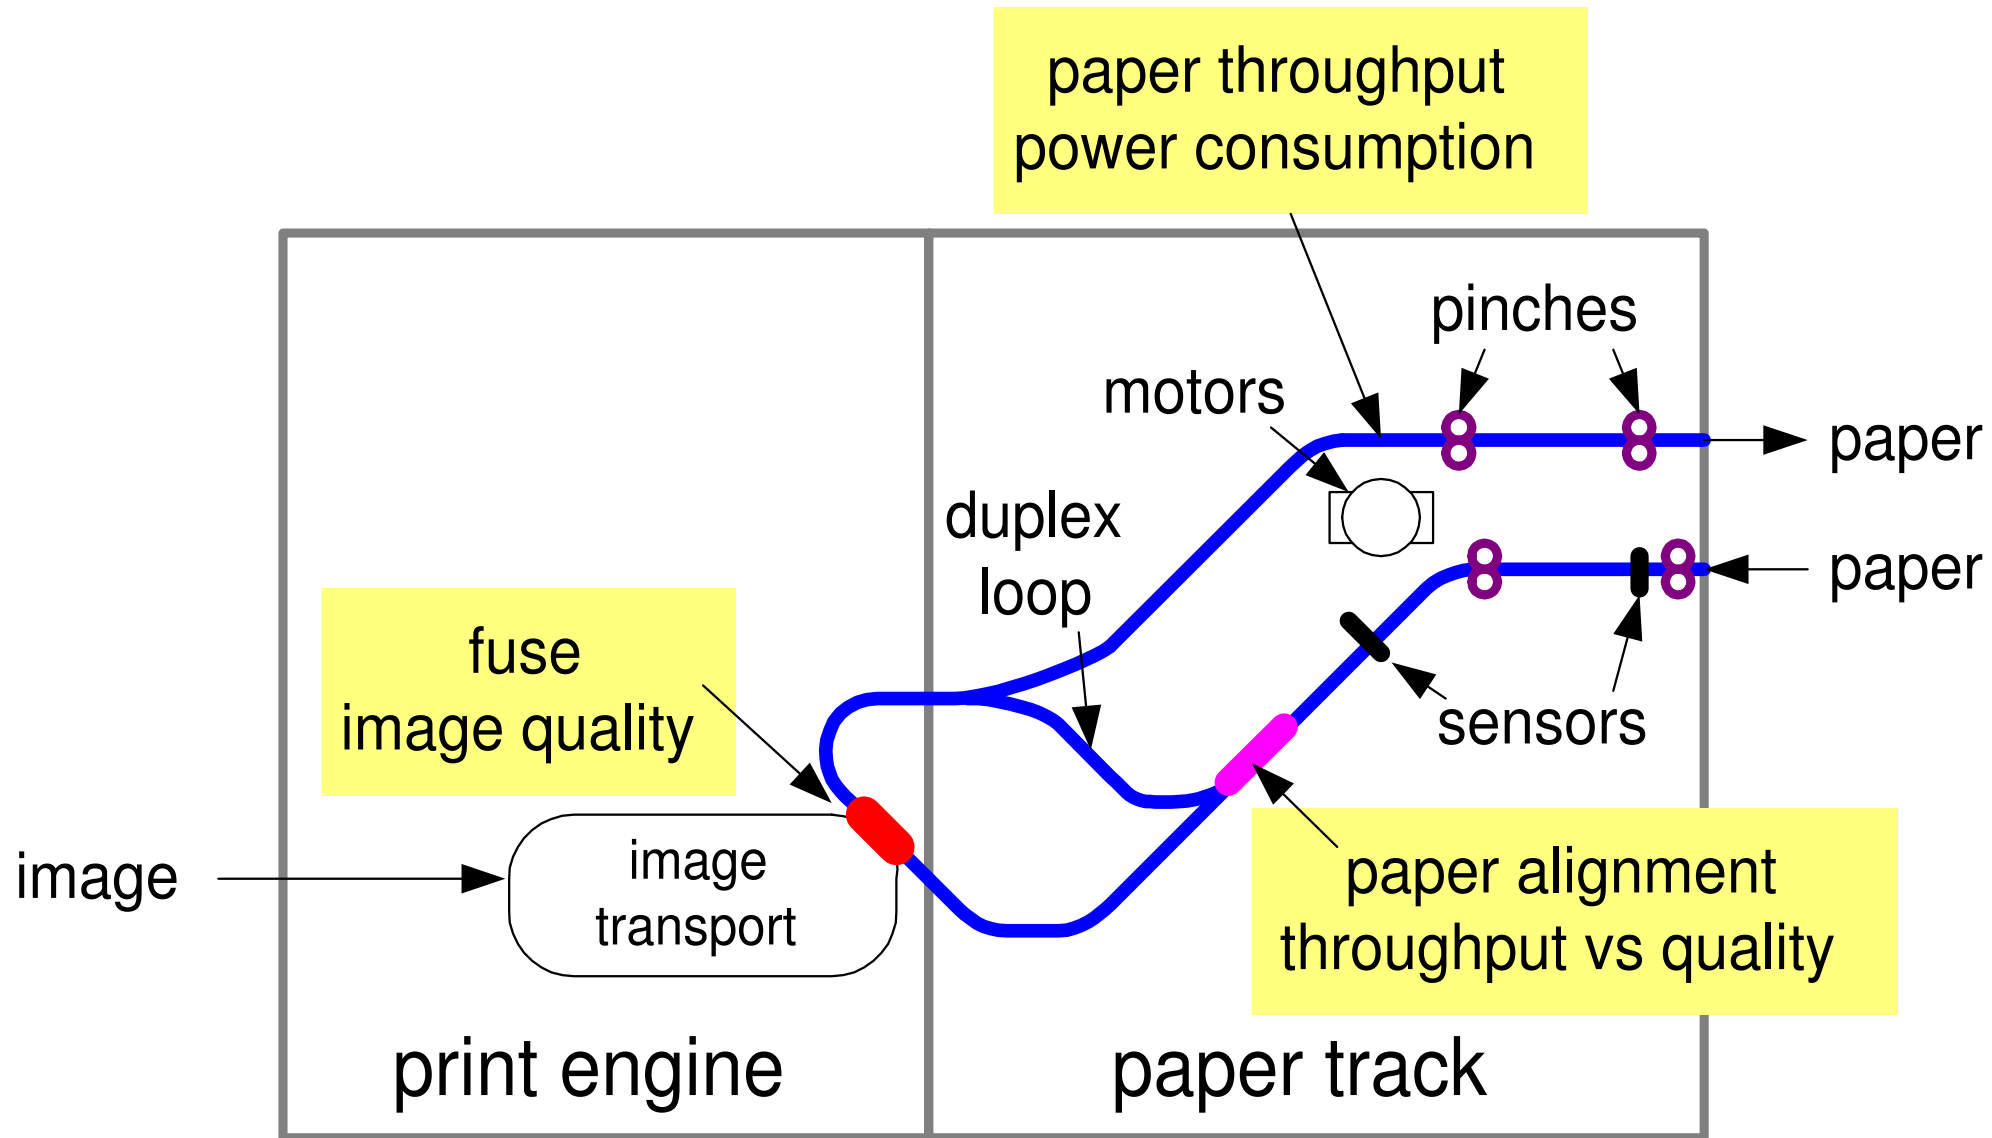 paper throughput
power consumption
pinches
motors
paper
duplex
loop
paper
fuse
image quality
sensors
image
image
transport
paper alignment
throughput vs quality
print engine
paper track